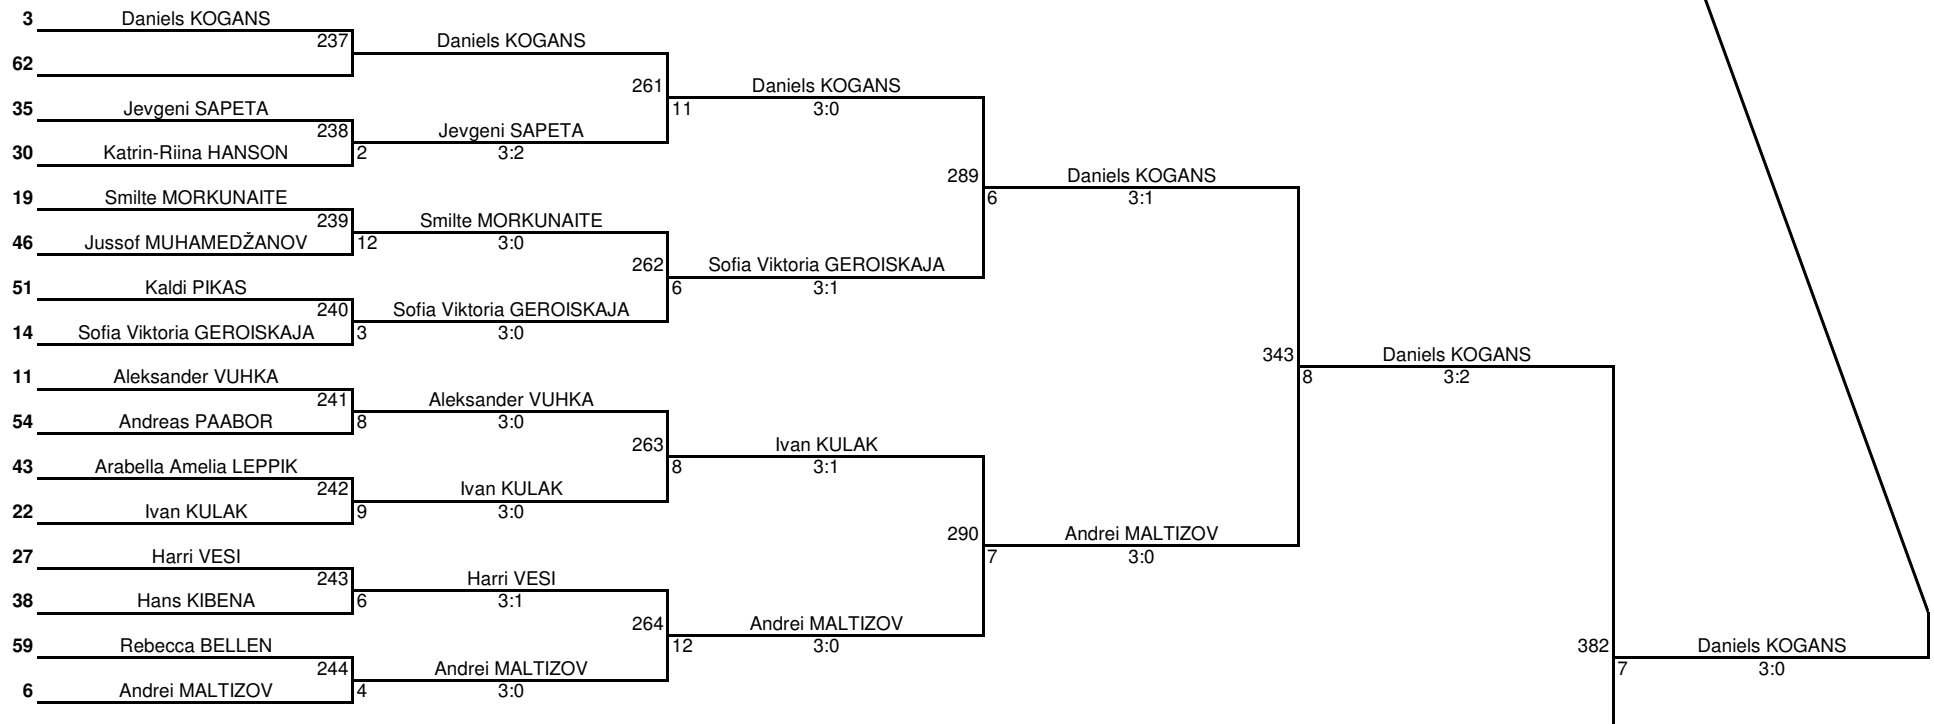 3 Daniels KOGANS
237 Daniels KOGANS
62
261 Daniels KOGANS
35 Jevgeni SAPETA 11 3:0
238 Jevgeni SAPETA
30 Katrin-Riina HANSON 2 3:2
289 Daniels KOGANS
19 Smilte MORKUNAITE 6 3:1
239 Smilte MORKUNAITE
46 Jussof MUHAMEDŽANOV 12 3:0
262 Sofia Viktoria GEROISKAJA
51 Kaldi PIKAS 6 3:1
240 Sofia Viktoria GEROISKAJA
14 Sofia Viktoria GEROISKAJA 3 3:0
343 Daniels KOGANS
11 Aleksander VUHKA 8 3:2
241 Aleksander VUHKA
54 Andreas PAABOR 8 3:0
263 Ivan KULAK
43 Arabella Amelia LEPPIK 8 3:1
242 Ivan KULAK
22 Ivan KULAK 9 3:0
290 Andrei MALTIZOV
27 Harri VESI 7 3:0
243 Harri VESI
38 Hans KIBENA 6 3:1
264 Andrei MALTIZOV
59 Rebecca BELLEN 12 3:0 382 Daniels KOGANS
244 Andrei MALTIZOV 7 3:0
6 Andrei MALTIZOV 4 3:0